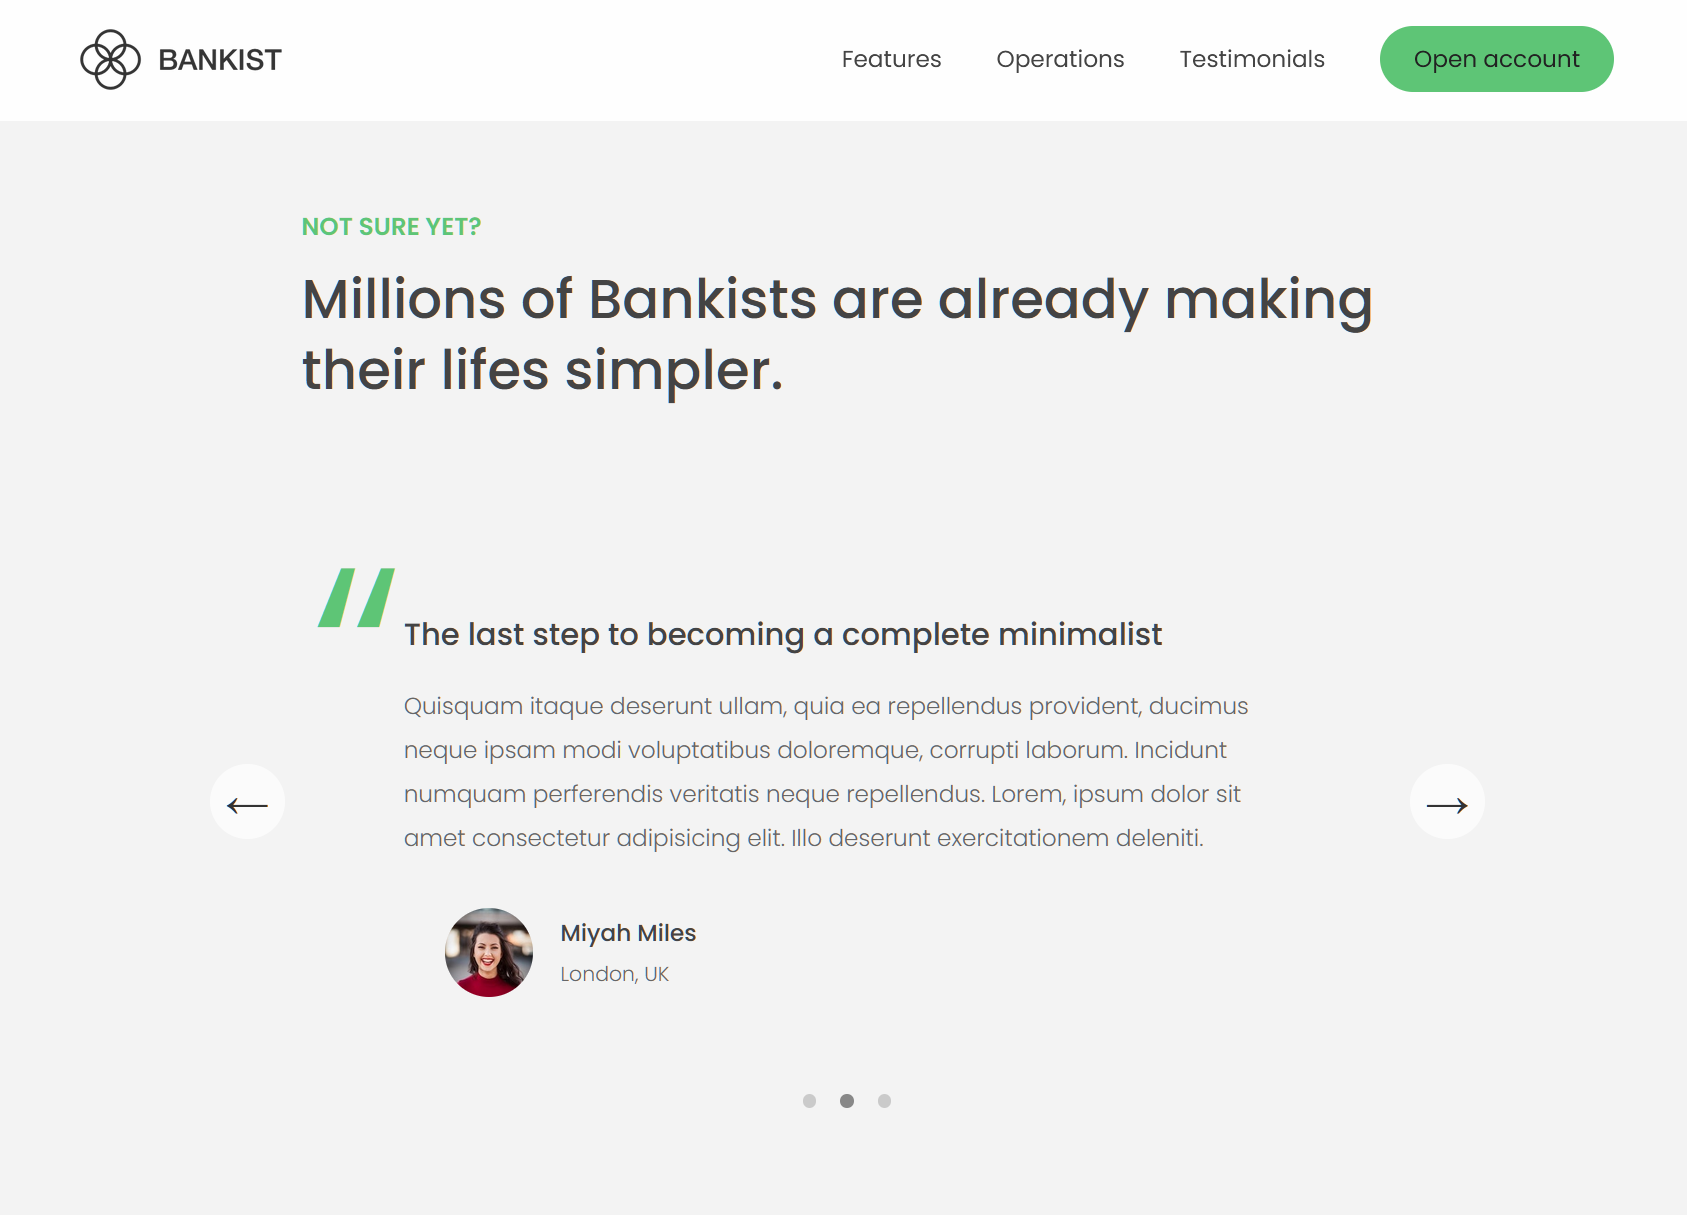 BANKIST
Features
Operations
Testimonials
Open account
NOT SURE YET?
Millions of Bankists are already making
their lifes simpler.
“
The last step to becoming a complete minimalist
Quisquam itaque deserunt ullam, quia ea repellendus provident, ducimus
neque ipsam modi voluptatibus doloremque, corrupti laborum. Incidunt
numquam perferendis veritatis neque repellendus. Lorem, ipsum dolor sit
amet consectetur adipisicing elit. Illo deserunt exercitationem deleniti.
←
→
Miyah Miles
London, UK